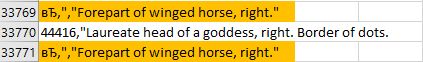 33769 вЂ‚","Forepart of winged horse, right."
33770 44416,"Laureate head of a goddess, right. Border of dots.
33771 вЂ‚","Forepart of winged horse, right."